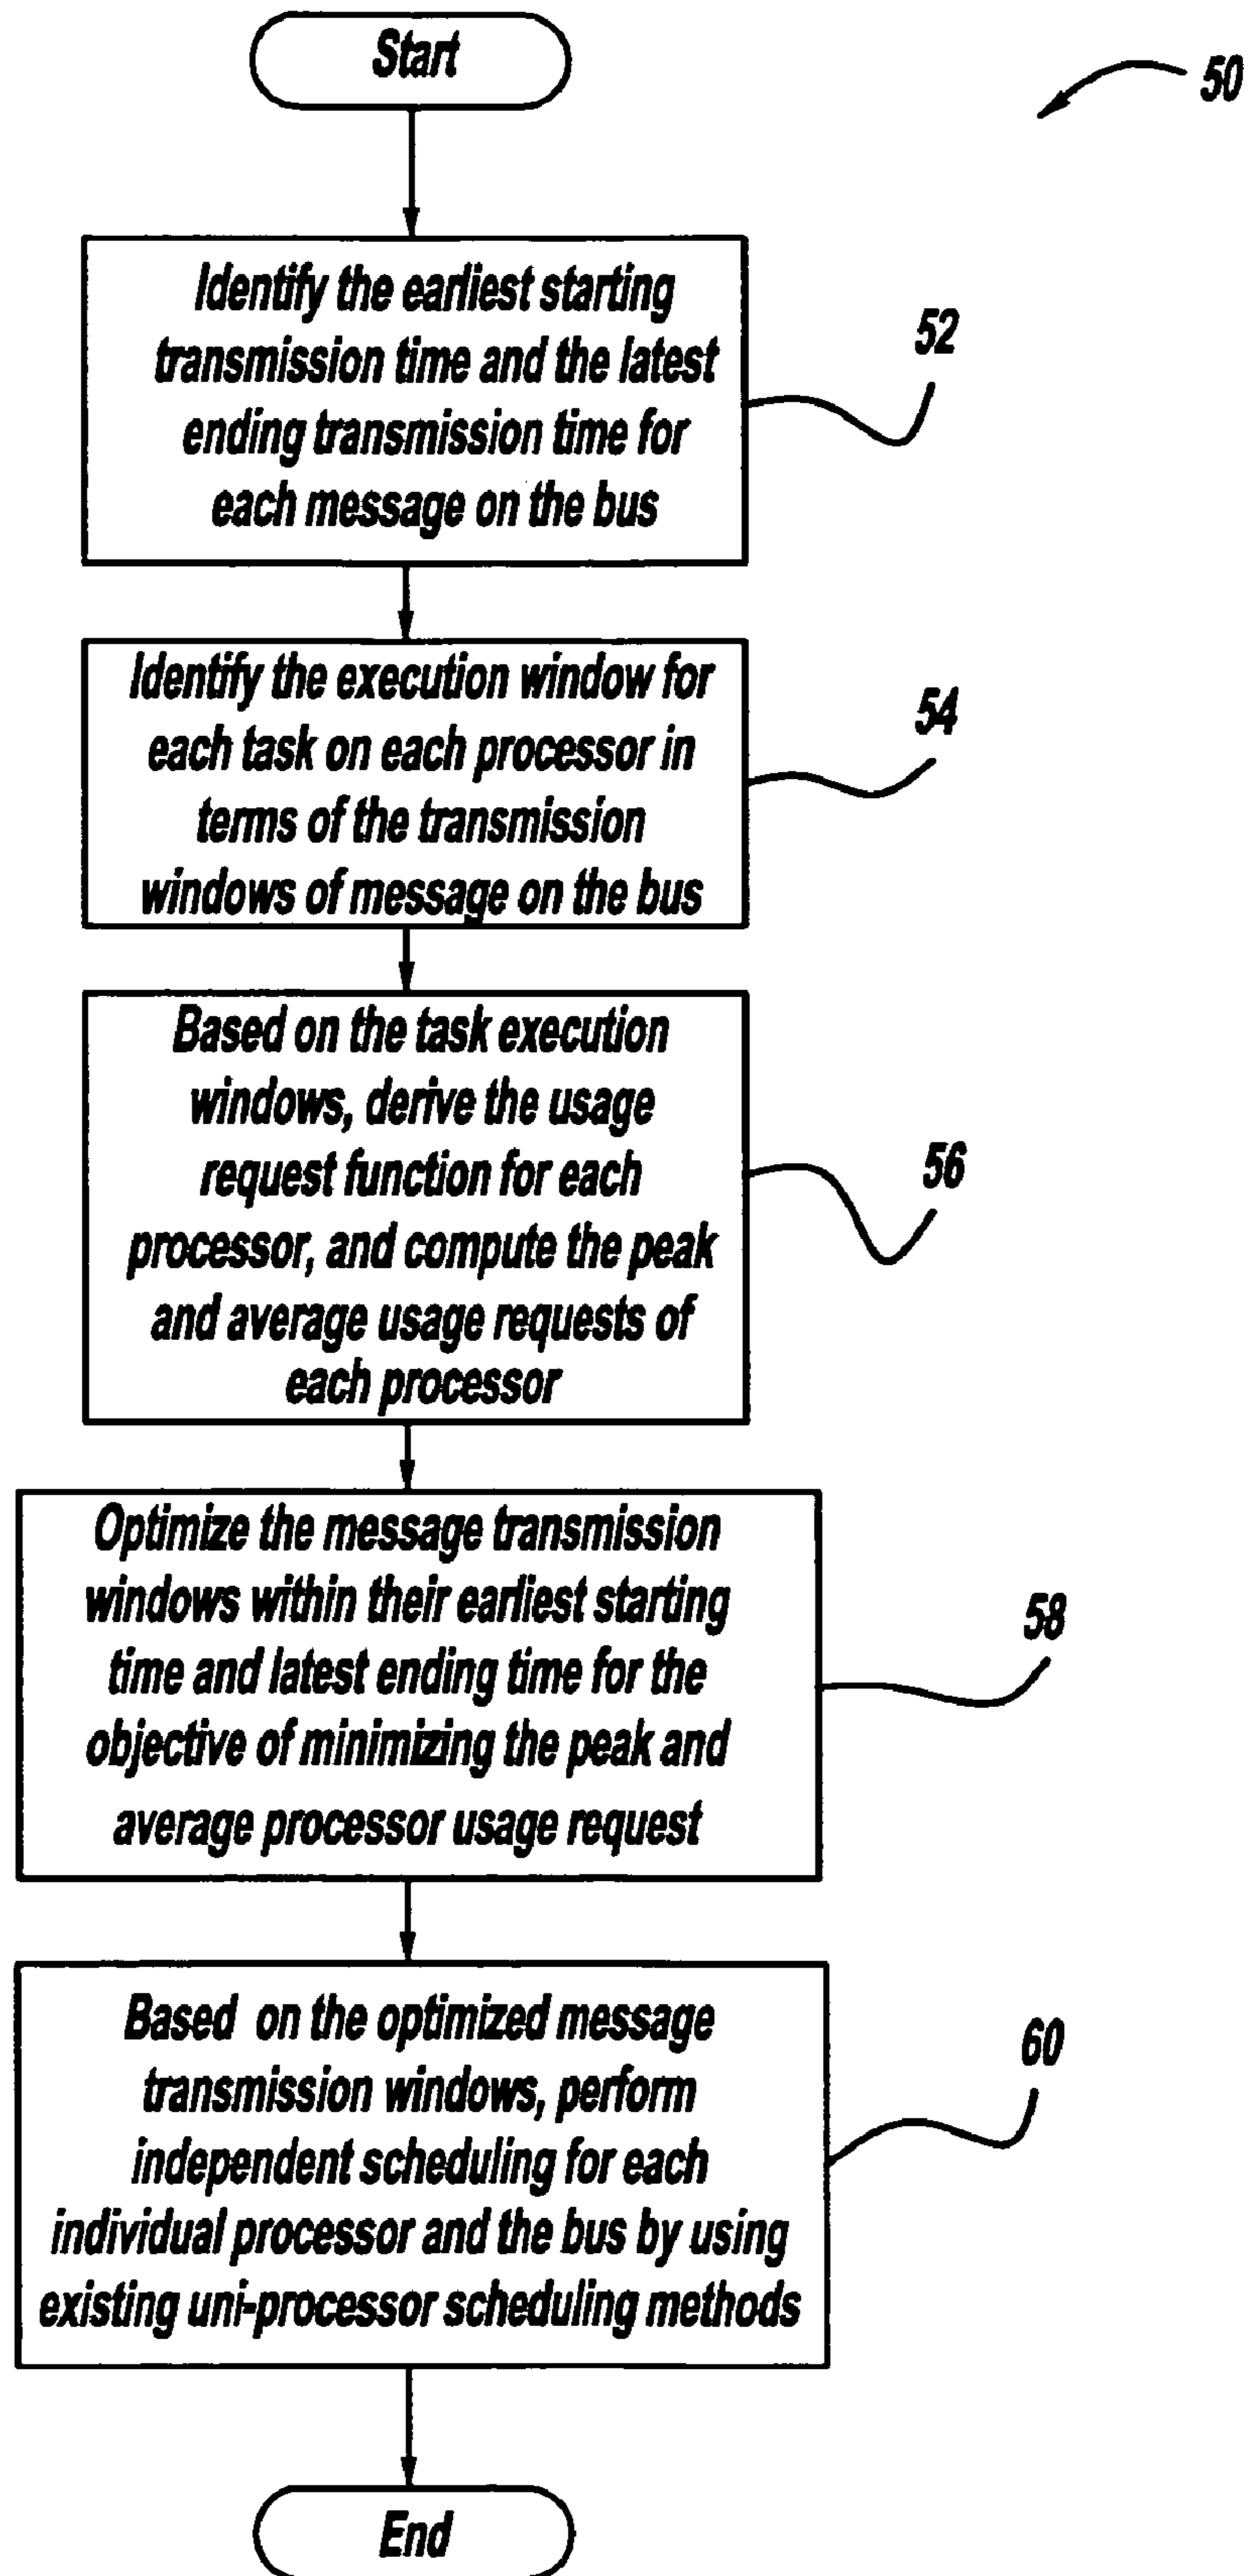 Start
50
Identify the earliest starting
transmission time and the latest
ending transmission time for
each message on the bus
52
Identify the execution window for
each task on each processor in
terms of the transmission
windows of message on the bus
54
Based on the task execution
windows, derive the usage
request function for each
processor, and compute the peak
and average usage requests of
each processor
56
Optimize the message transmission
windows within their earliest starting
time and latest ending time for the
objective of minimizing the peak and
average processor usage request
58
Based on the optimized message
transmission windows, perform
independent scheduling for each
individual processor and the bus by using
existing uni-processor scheduling methods
60
End